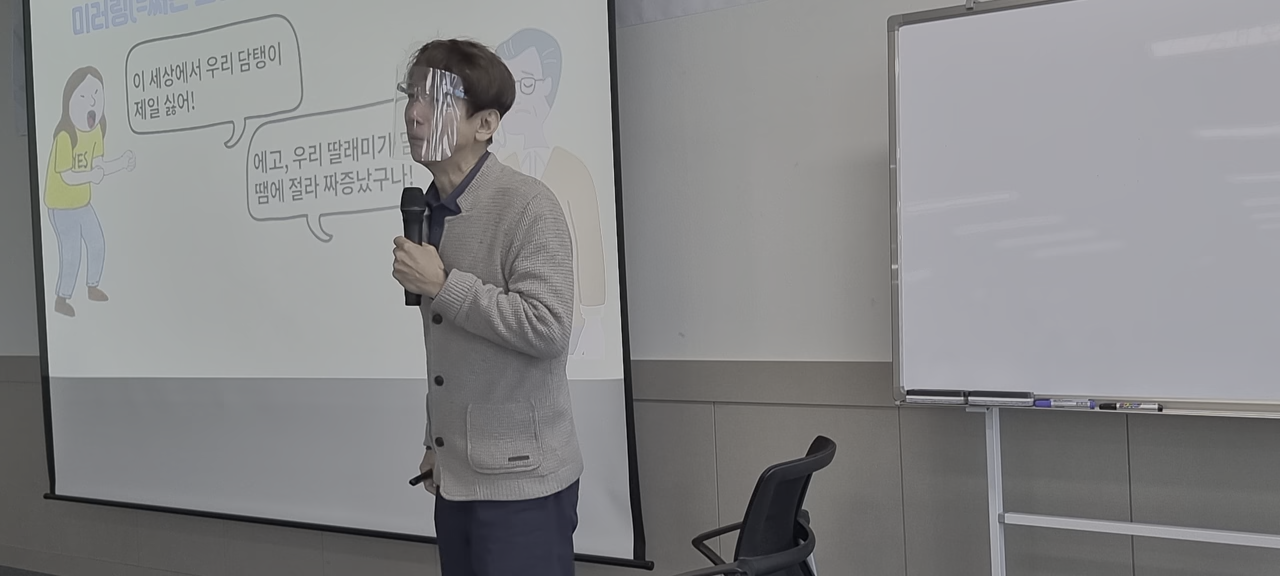 미러링
이 세상에서 우리 담탱이
제일 싫어!
에고, 우리 딸래미가
땜에 절라 짜증났구나!
YES